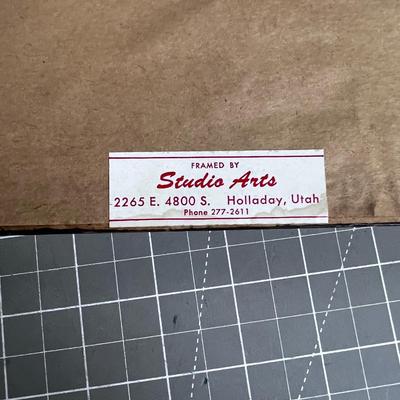 FRAMED BY
Studio Arts
2265 E. 4800 S. Holladay, Utah
Phone 277-2611